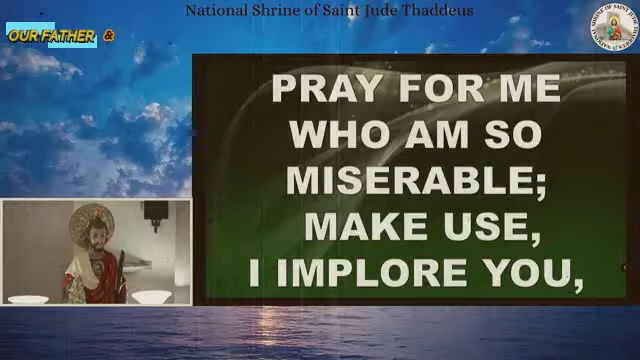 National Shrine of Saint Jude Thaddeus
OUR FATHER &
PRAY FOR ME
WHO AM SO
MISERABLE;
MAKE USE,
I IMPLORE YOU,